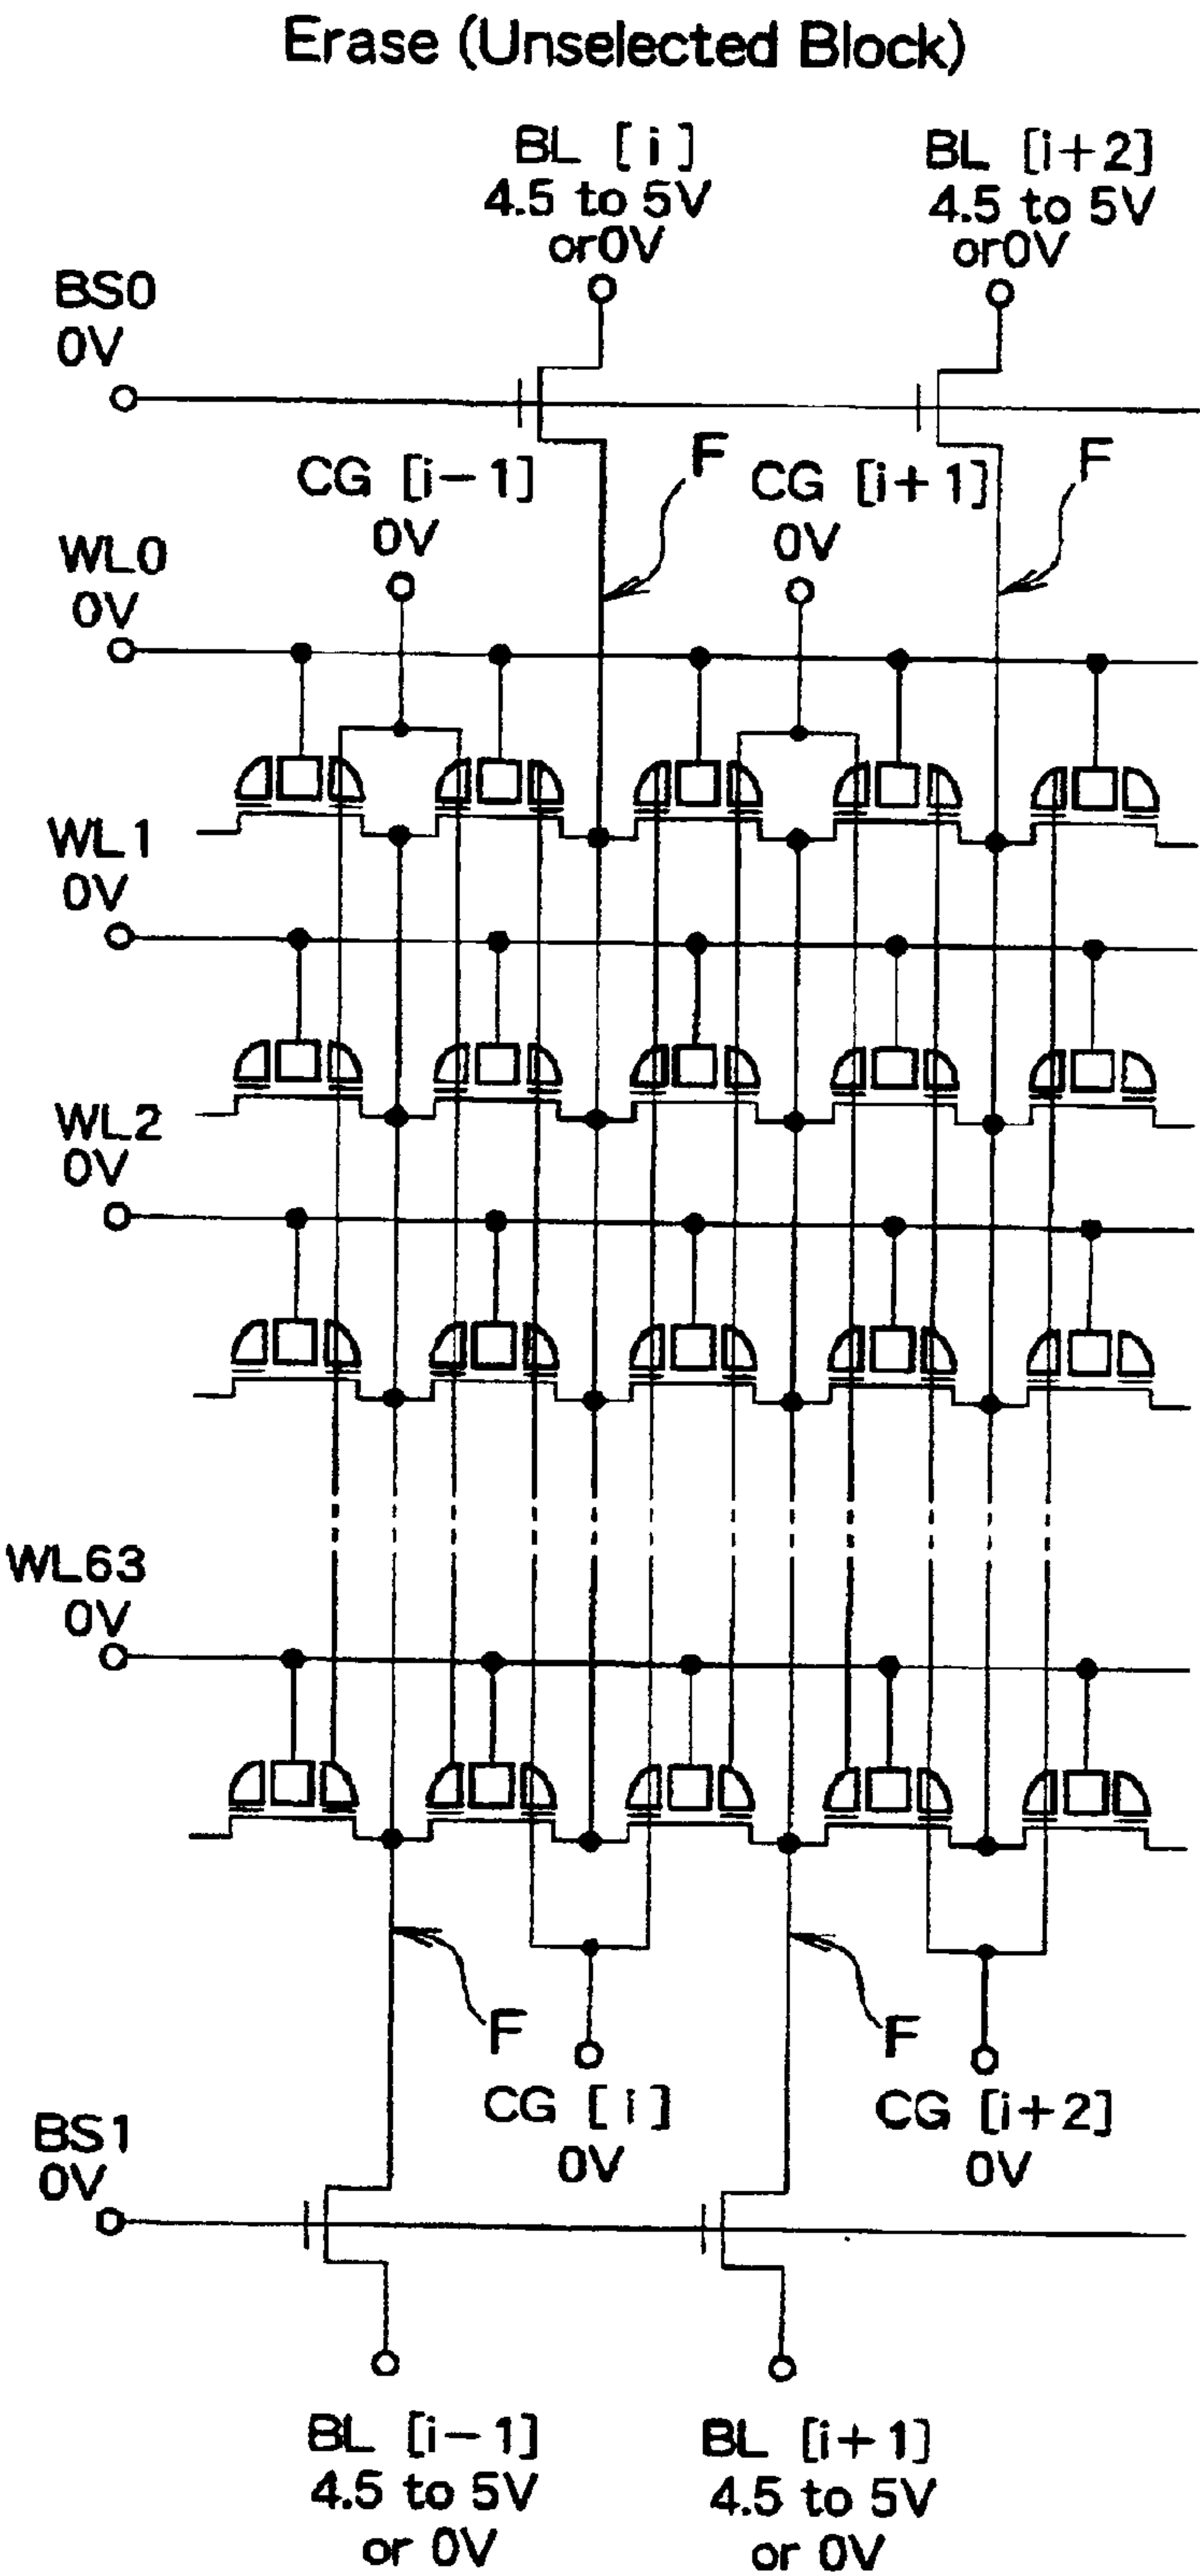 Erase (Unselected Block)
BL [i]
4.5 to 5V
or0V
BL [i+2]
4.5 to 5V
or0V
BS0
0V
CG [i-1]
0V
F
CG [i+1]
0V
F
WL0
0V
WL1
0V
WL2
0V
WL63
0V
F
CG [i]
0V
F
CG [i+2]
0V
BS1
0V
BL [i-1]
4.5 to 5V
or 0V
BL [i+1]
4.5 to 5V
or 0V